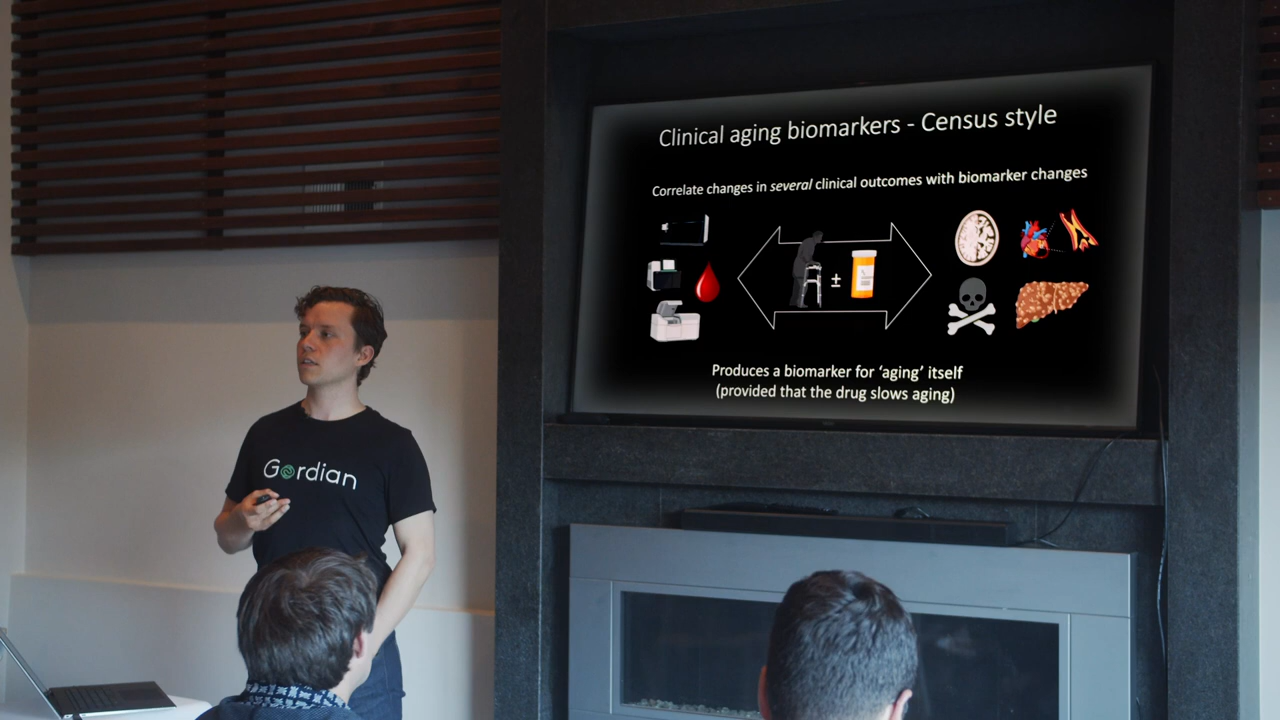 Clinical aging biomarkers - Census style
Correlate changes in several clinical outcomes with biomarker changes
±
Produces a biomarker for ‘aging’ itself
(provided that the drug slows aging)
Gordian